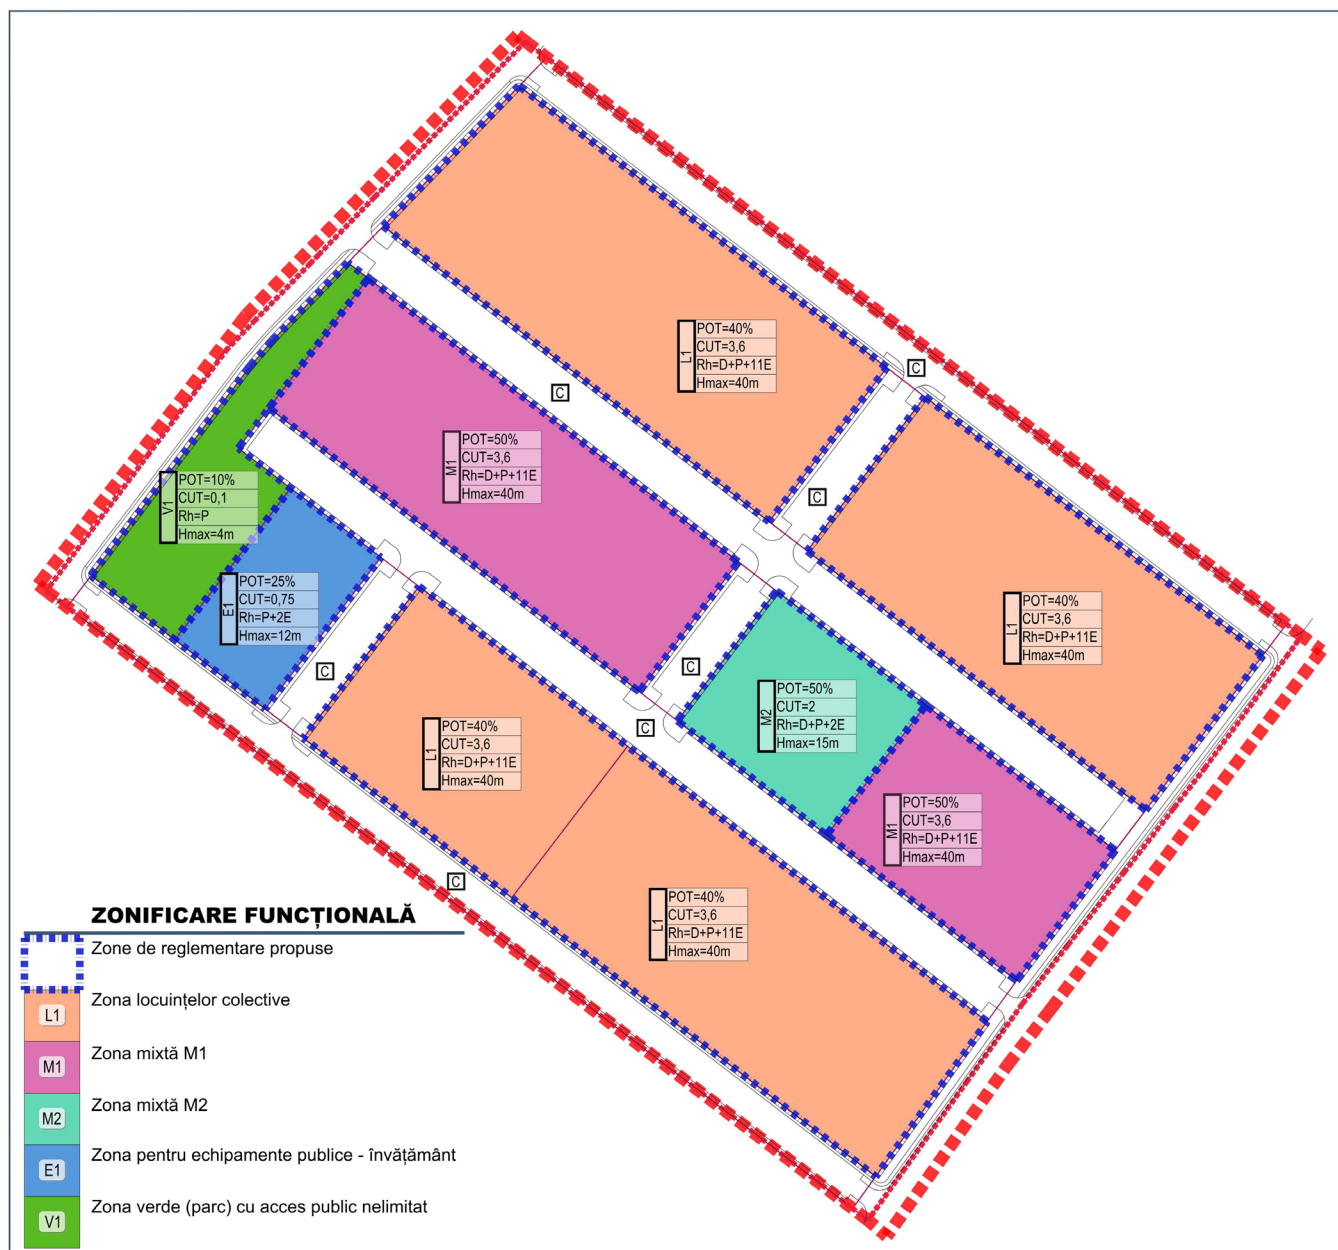 L1
POT=40%
CUT=3,6
Rh=D+P+11E
Hmax=40m
C
C
M1
POT=50%
CUT=3,6
Rh=D+P+11E
Hmax=40m
V1
POT=10%
CUT=0,1
Rh=P
Hmax=4m
C
E1
POT=25%
CUT=0,75
Rh=P+2E
Hmax=12m
L1
POT=40%
CUT=3,6
Rh=D+P+11E
Hmax=40m
C
C
M2
POT=50%
CUT=2
Rh=D+P+2E
Hmax=15m
L1
POT=40%
CUT=3,6
Rh=D+P+11E
Hmax=40m
C
M1
POT=50%
CUT=3,6
Rh=D+P+11E
Hmax=40m
C
L1
POT=40%
CUT=3,6
Rh=D+P+11E
Hmax=40m
ZONIFICARE FUNCȚIONALĂ
Zone de reglementare propuse
L1 Zona locuințelor colective
M1 Zona mixtă M1
M2 Zona mixtă M2
E1 Zona pentru echipamente publice - învățământ
V1 Zona verde (parc) cu acces public nelimitat